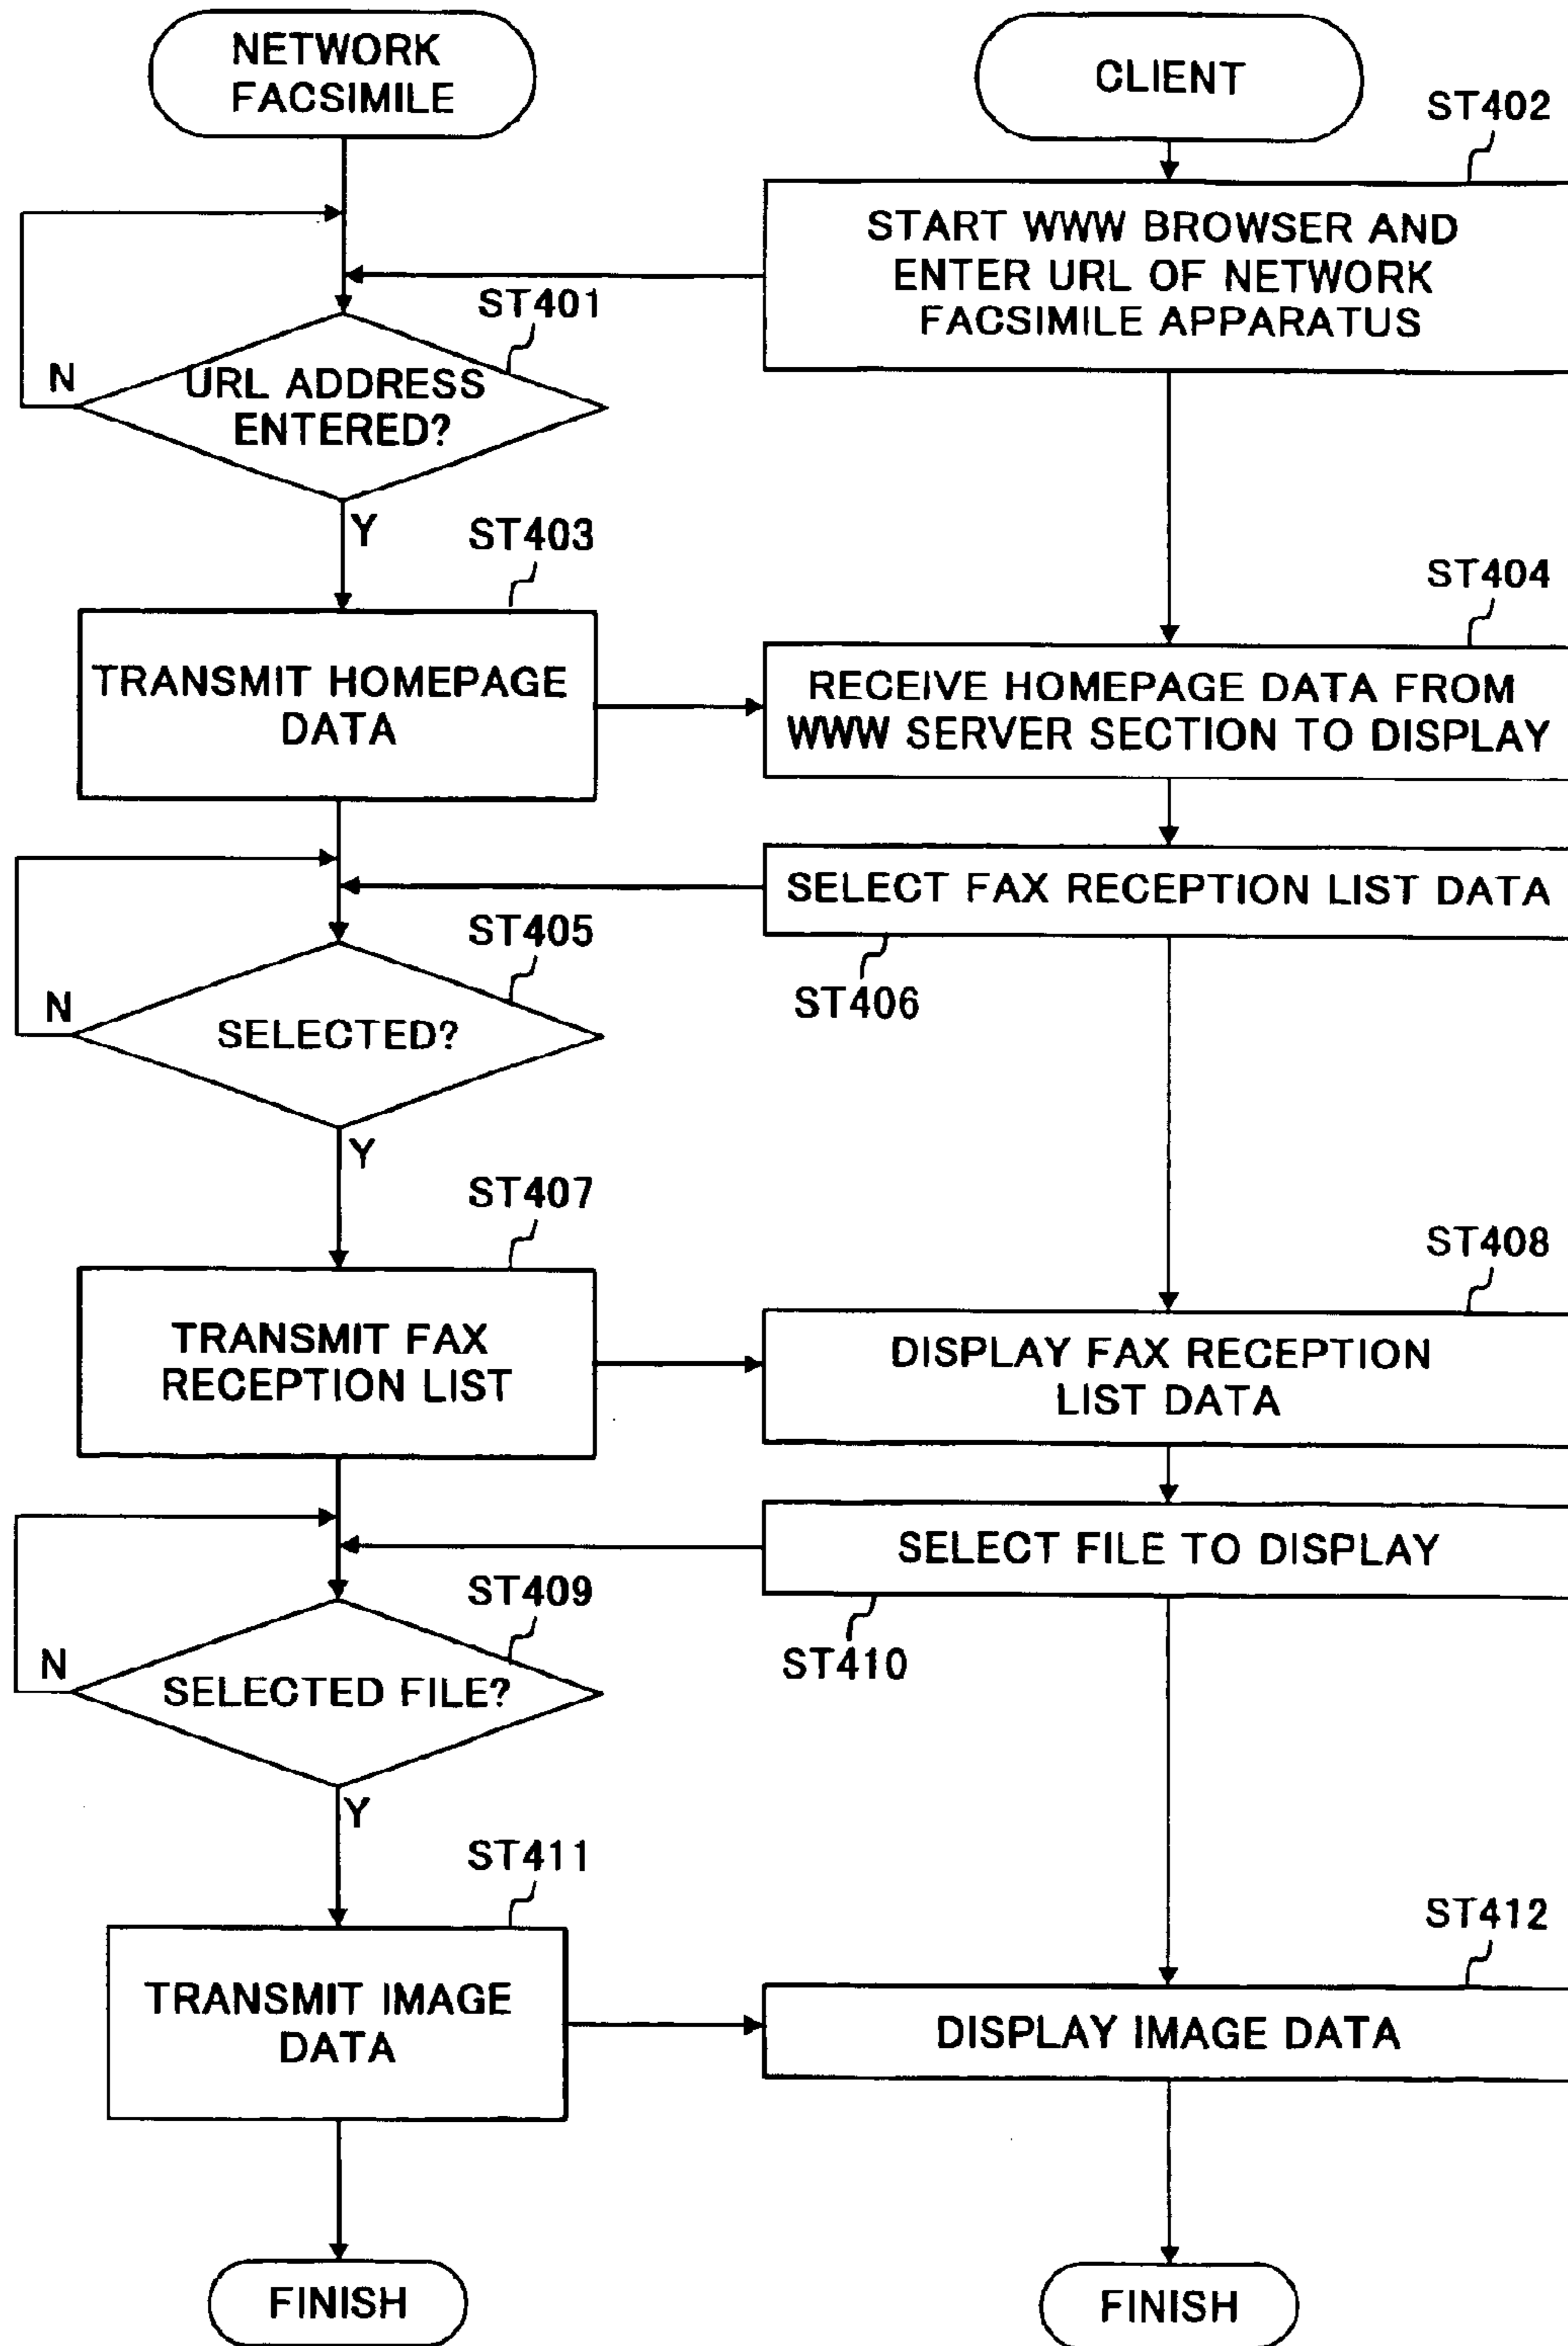 NETWORK
FACSIMILE
CLIENT
ST402
START WWW BROWSER AND
ENTER URL OF NETWORK
FACSIMILE APPARATUS
ST401
N
URL ADDRESS
ENTERED?
Y
ST403
ST404
TRANSMIT HOMEPAGE
DATA
RECEIVE HOMEPAGE DATA FROM
WWW SERVER SECTION TO DISPLAY
SELECT FAX RECEPTION LIST DATA
ST405
ST406
N
SELECTED?
Y
ST407
ST408
TRANSMIT FAX
RECEPTION LIST
DISPLAY FAX RECEPTION
LIST DATA
SELECT FILE TO DISPLAY
ST409
ST410
N
SELECTED FILE?
Y
ST411
ST412
TRANSMIT IMAGE
DATA
DISPLAY IMAGE DATA
FINISH
FINISH